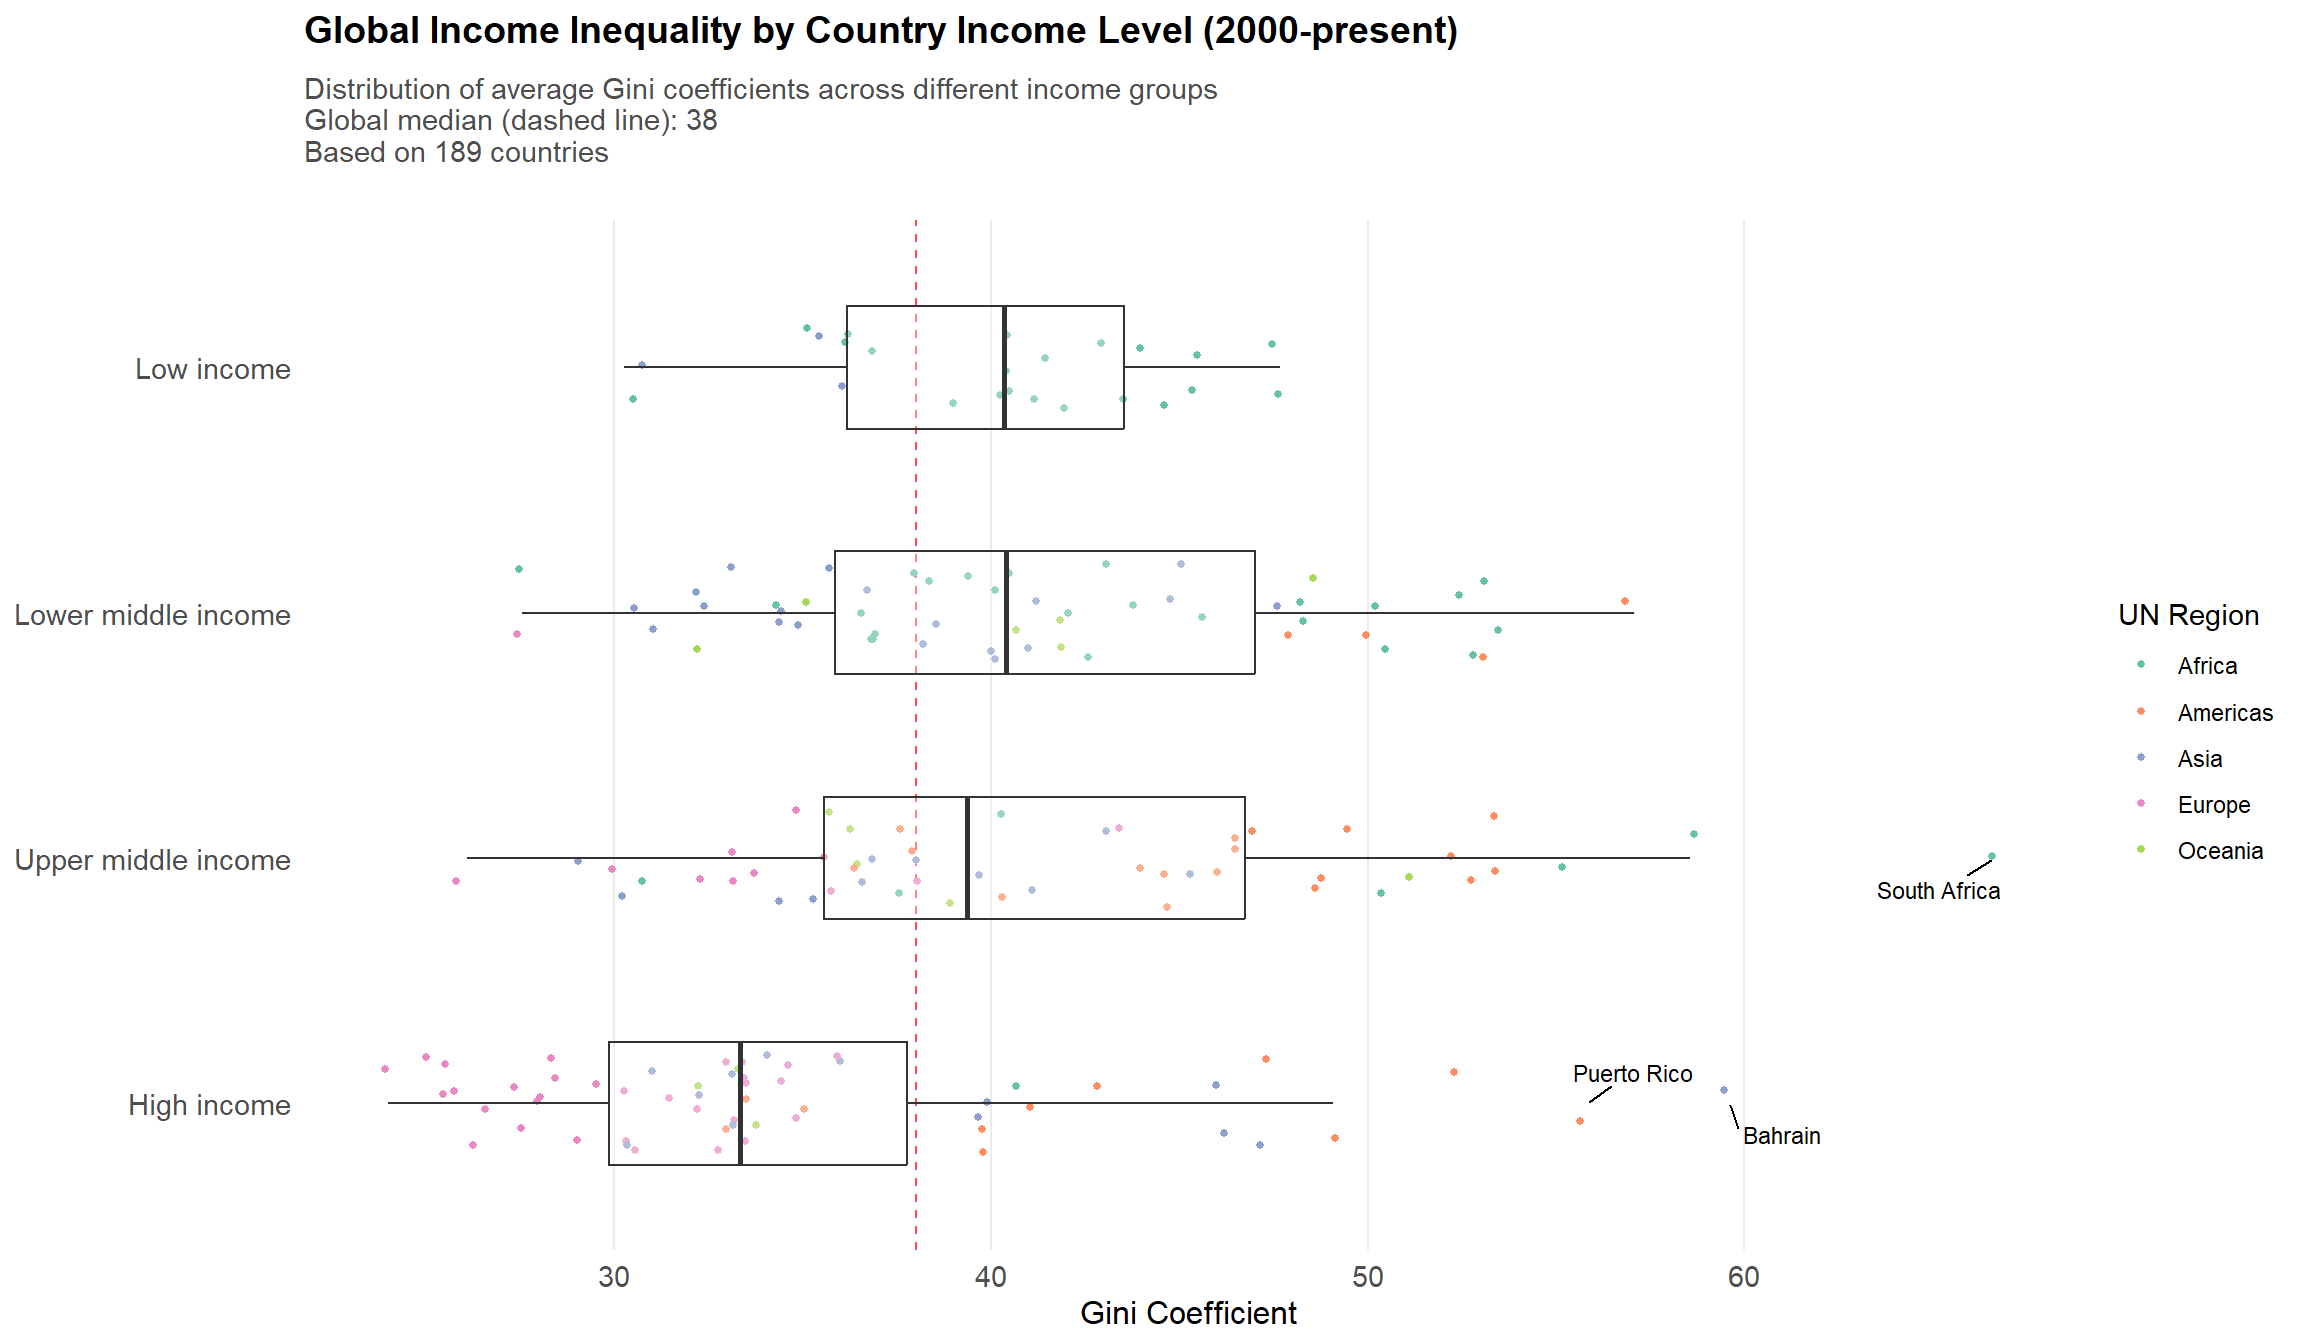 Global Income Inequality by Country Income Level (2000-present)
Distribution of average Gini coefficients across different income groups
Global median (dashed line): 38
Based on 189 countries
Low income
Lower middle income
Upper middle income
High income
South Africa
Puerto Rico
Bahrain
UN Region
Africa
Americas
Asia
Europe
Oceania
30 40 50 60
Gini Coefficient